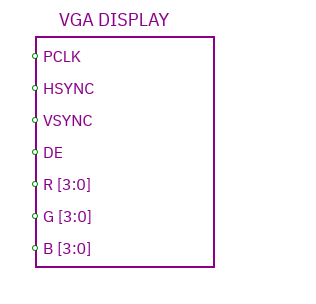 VGA DISPLAY
PCLK
HSYNC
VSYNC
DE
R [3:0]
G [3:0]
B [3:0]